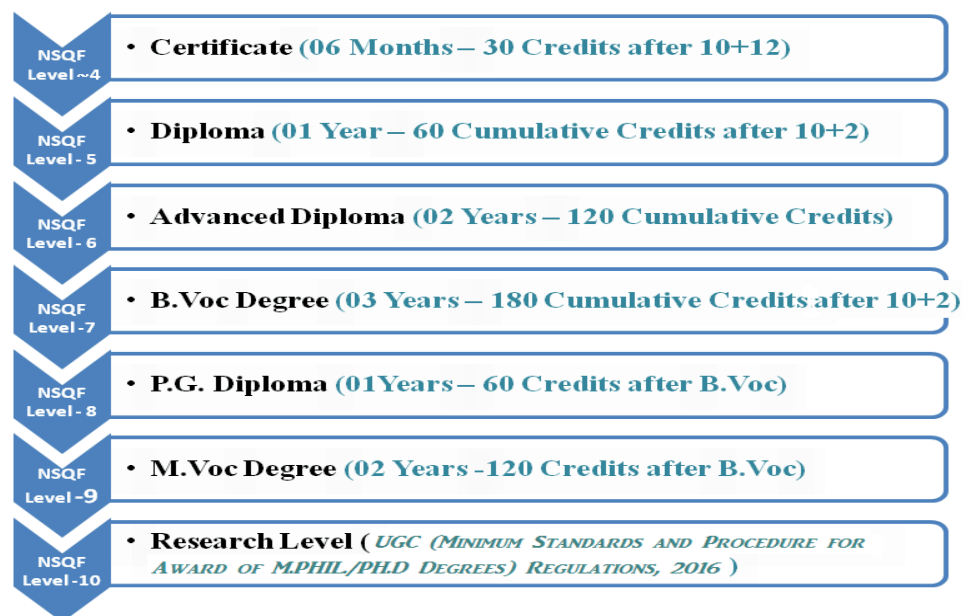 NSQF
Level~4
• Certificate (06 Months – 30 Credits after 10+12)
NSQF
Level- 5
• Diploma (01 Year – 60 Cumulative Credits after 10+2)
NSQF
Level- 6
• Advanced Diploma (02 Years – 120 Cumulative Credits)
NSQF
Level -7
• B.Voc Degree (03 Years – 180 Cumulative Credits after 10+2)
NSQF
Level- 8
• P.G. Diploma (01Years – 60 Credits after B.Voc)
NSQF
Level -9
• M.Voc Degree (02 Years -120 Credits after B.Voc)
NSQF
Level -10
• Research Level ( UGC (MINIMUM STANDARDS AND PROCEDURE FOR
AWARD OF M.PHIL./PH.D DEGREES) REGULATIONS, 2016 )